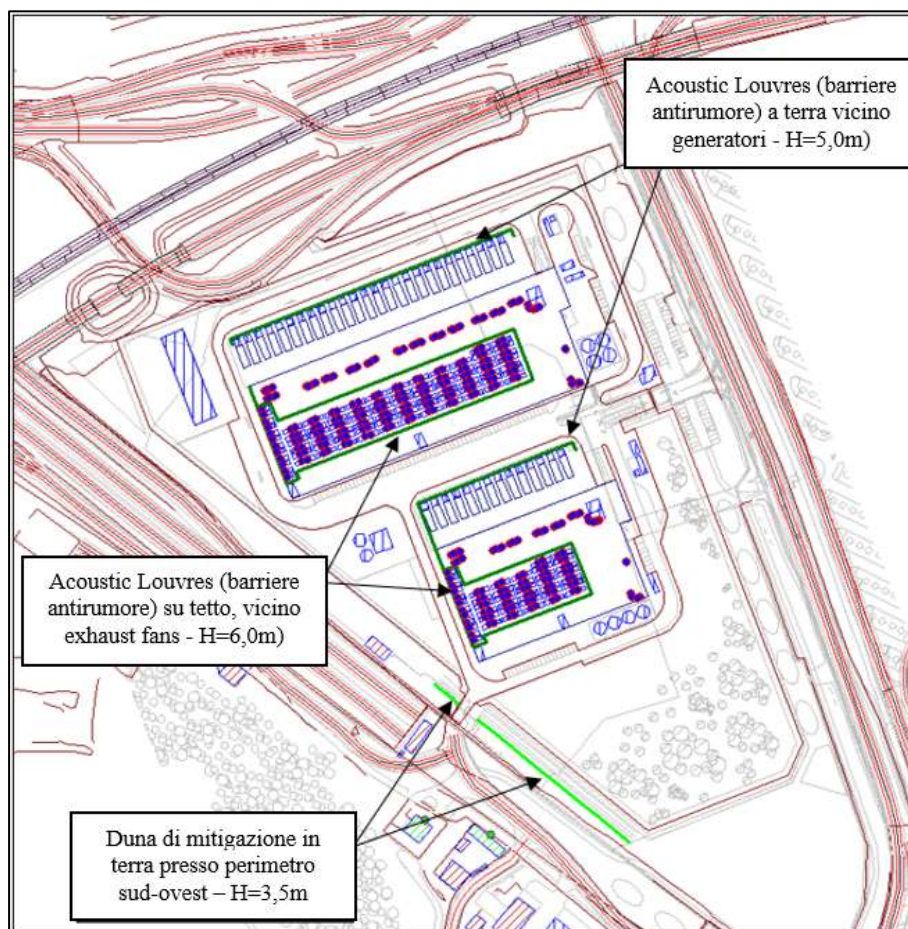 Acoustic Louvres (barriere
antirumore) a terra vicino
generatori - H=5,0m)
Acoustic Louvres (barriere
antirumore) su tetto, vicino
exhaust fans - H=6,0m)
Duna di mitigazione in
terra presso perimetro
sud-ovest – H=3,5m